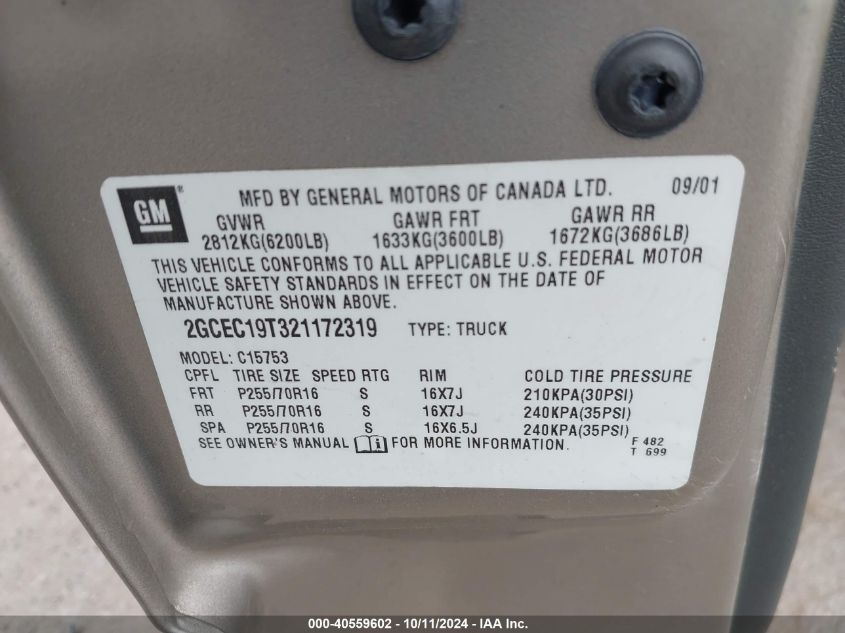 GM ®
MFD BY GENERAL MOTORS OF CANADA LTD. 09/01
GVWR GAWR FRT GAWR RR
2812KG(6200LB) 1633KG(3600LB) 1672KG(3686LB)
THIS VEHICLE CONFORMS TO ALL APPLICABLE U.S. FEDERAL MOTOR
VEHICLE SAFETY STANDARDS IN EFFECT ON THE DATE OF
MANUFACTURE SHOWN ABOVE.
2GCEC19T321172319 TYPE: TRUCK
MODEL: C15753
CPFL TIRE SIZE SPEED RTG RIM COLD TIRE PRESSURE
FRT P255/70R16 S 16X7J 210KPA(30PSI)
RR P255/70R16 S 16X7J 240KPA(35PSI)
SPA P255/70R16 S 16X6.5J 240KPA(35PSI)
SEE OWNER'S MANUAL FOR MORE INFORMATION. F 482
T 699
000-40559602 - 10/11/2024 - IAA Inc.